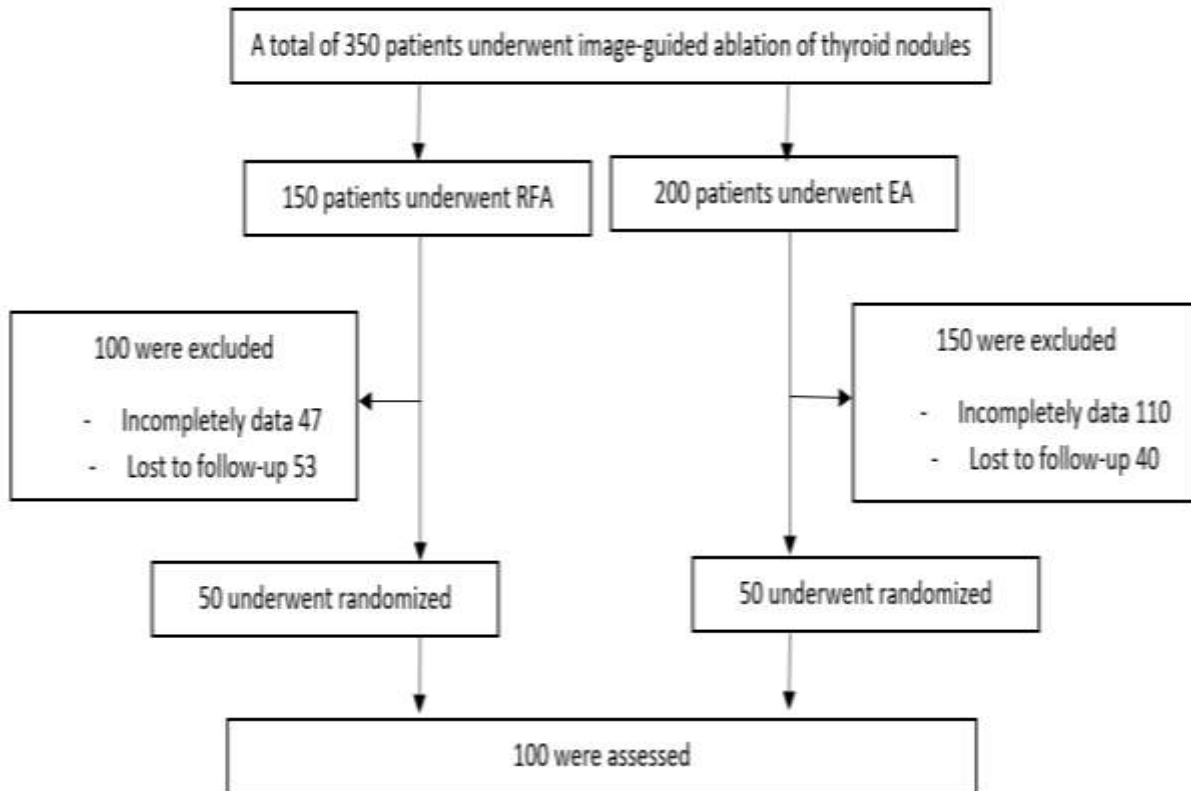 A total of 350 patients underwent image-guided ablation of thyroid nodules
150 patients underwent RFA
200 patients underwent EA
100 were excluded
- Incompletely data 47
- Lost to follow-up 53
150 were excluded
- Incompletely data 110
- Lost to follow-up 40
50 underwent randomized
50 underwent randomized
100 were assessed